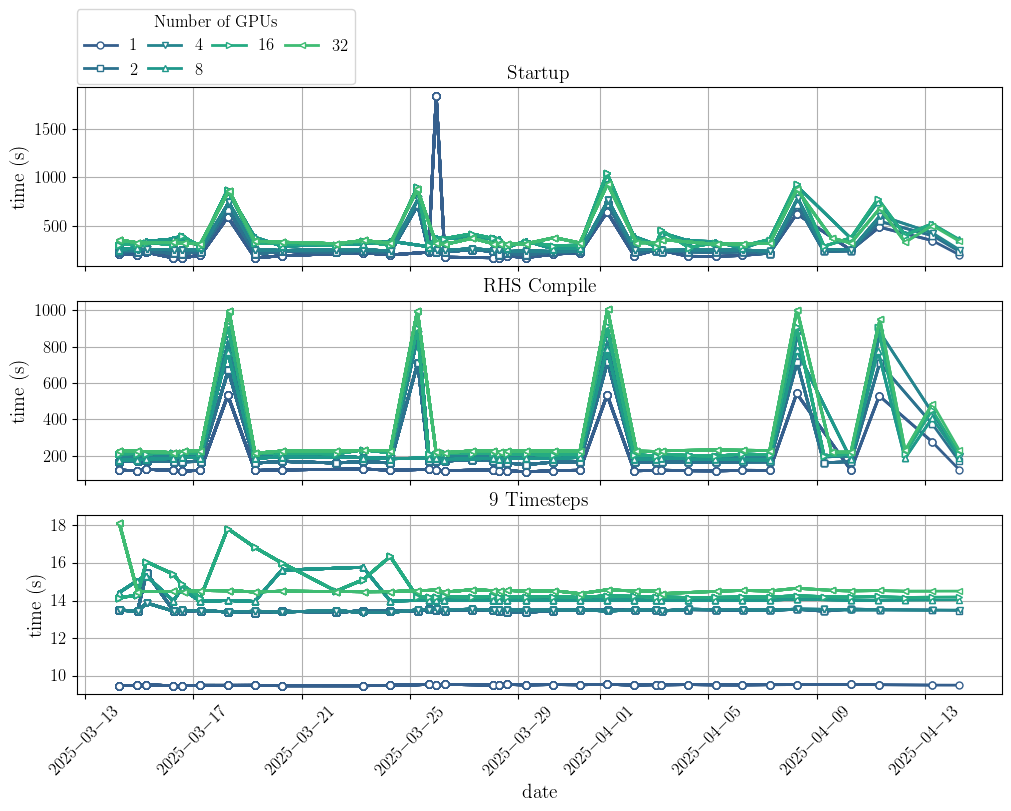 Number of GPUs
1 4 16 32
2 8
Startup
time (s)
1500
1000
500
RHS Compile
time (s)
1000
800
600
400
200
9 Timesteps
time (s)
18
16
14
12
10
2025−03−13 2025−03−17 2025−03−21 2025−03−25 2025−03−29 2025−04−01 2025−04−05 2025−04−09 2025−04−13
date